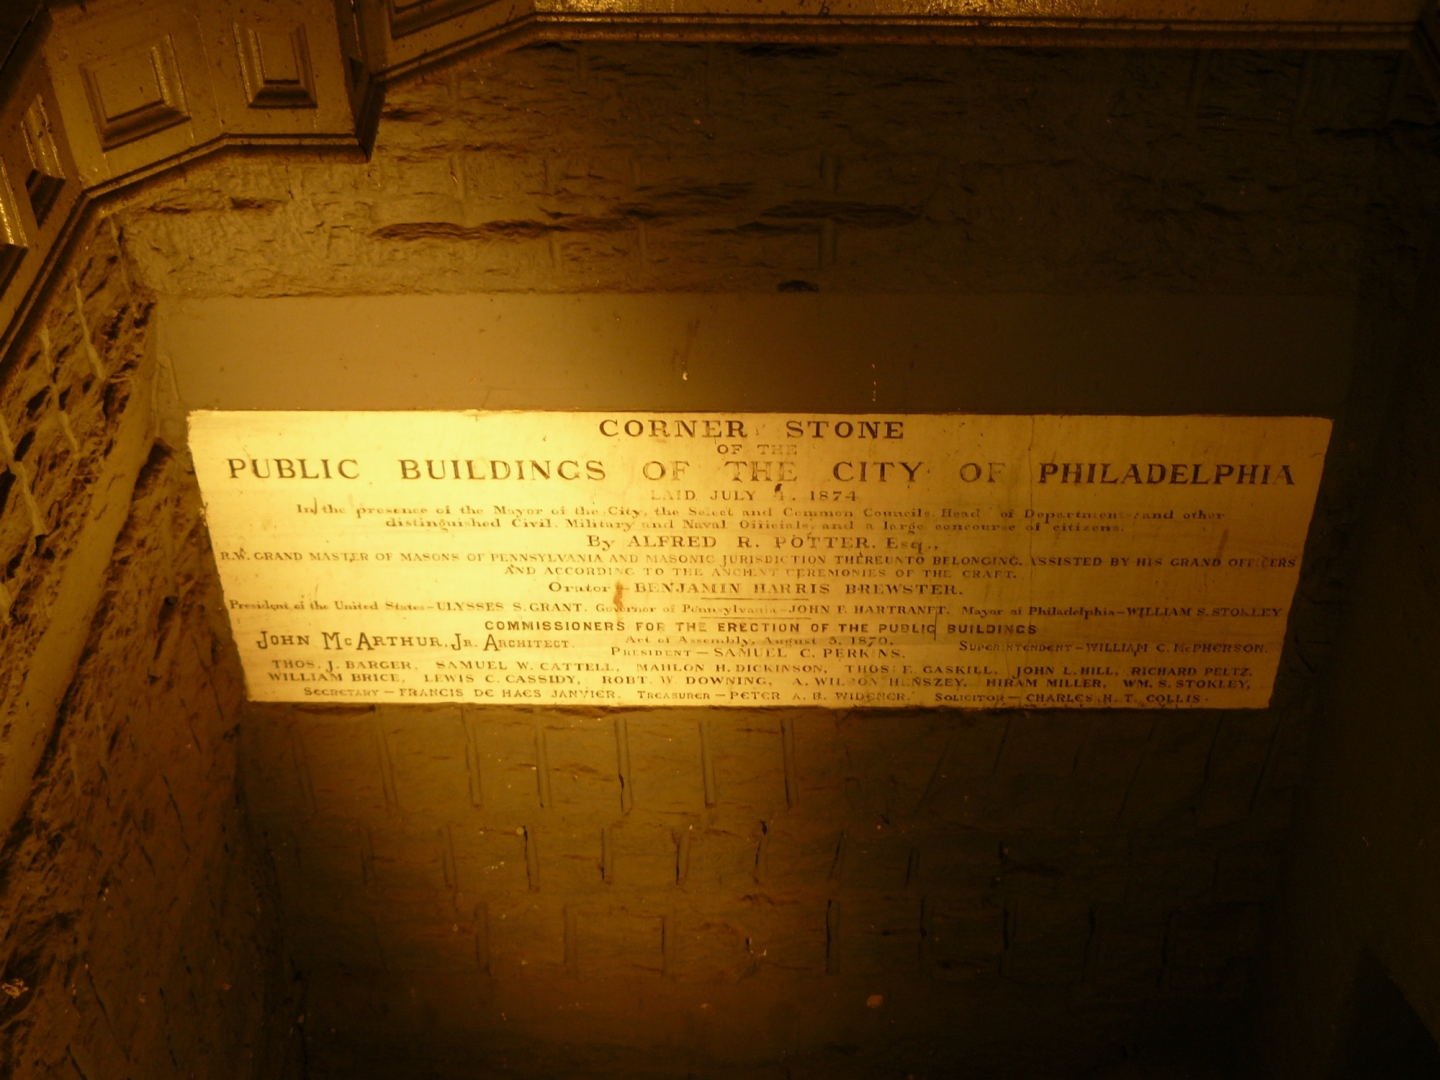 CORNER STONE
OF THE
PUBLIC BUILDINGS OF THE CITY OF PHILADELPHIA
LAID JULY 4. 1874
In the presence of the Mayor of the City, the Select and Common Councils. Head of Departments and other
distinguished Civil. Military and Naval Officials, and a large concourse of citizens.
By ALFRED R. POTTER. Esq.,
R.W. GRAND MASTER OF MASONS OF PENNSYLVANIA AND MASONIC JURISDICTION THEREUNTO BELONGING. ASSISTED BY HIS GRAND OFFICERS
AND ACCORDING TO THE ANCIENT CEREMONIES OF THE CRAFT.
Orator - BENJAMIN HARRIS BREWSTER.
President of the United States - ULYSSES S. GRANT. Governor of Pennsylvania - JOHN F. HARTRANFT. Mayor of Philadelphia - WILLIAM S. STOKLEY
COMMISSIONERS FOR THE ERECTION OF THE PUBLIC BUILDINGS
Act of Assembly, August 5, 1870.
JOHN MCARTHUR, JR. ARCHITECT. PRESIDENT - SAMUEL C. PERKINS. SUPERINTENDENT - WILLIAM C. MCPHERSON.
THOS. J. BARGER, SAMUEL W. CATTELL, MAHLON H. DICKINSON, THOS. E. GASKILL, JOHN L. HILL, RICHARD PELTZ,
WILLIAM BRICE, LEWIS C. CASSIDY, ROBT. W. DOWNING, A. WILSON HENSZEY, HIRAM MILLER, WM. S. STOKLEY,
SECRETARY - FRANCIS DE HAES JANVIER. TREASURER - PETER A. B. WIDENER. SOLICITOR - CHARLES H. T. COLLIS.